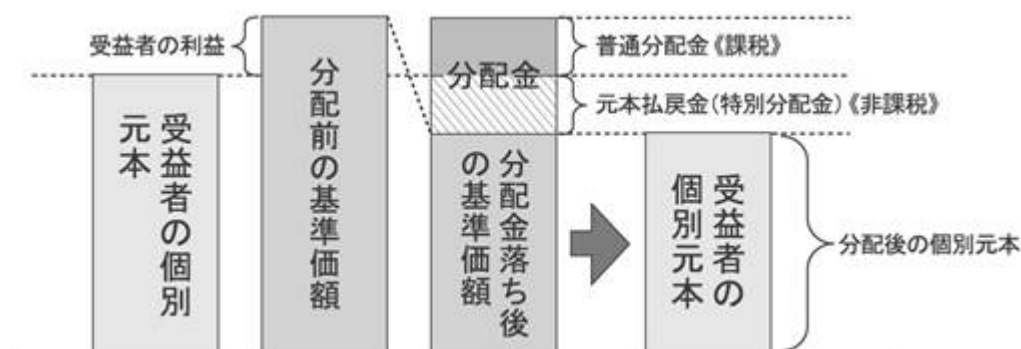 受益者の利益
受益者の個別
元本
分配前の基準価額
分配金
分配金落ち後
の基準価額
普通分配金《課税》
元本払戻金(特別分配金)《非課税》
受益者の
個別元本
分配後の個別元本